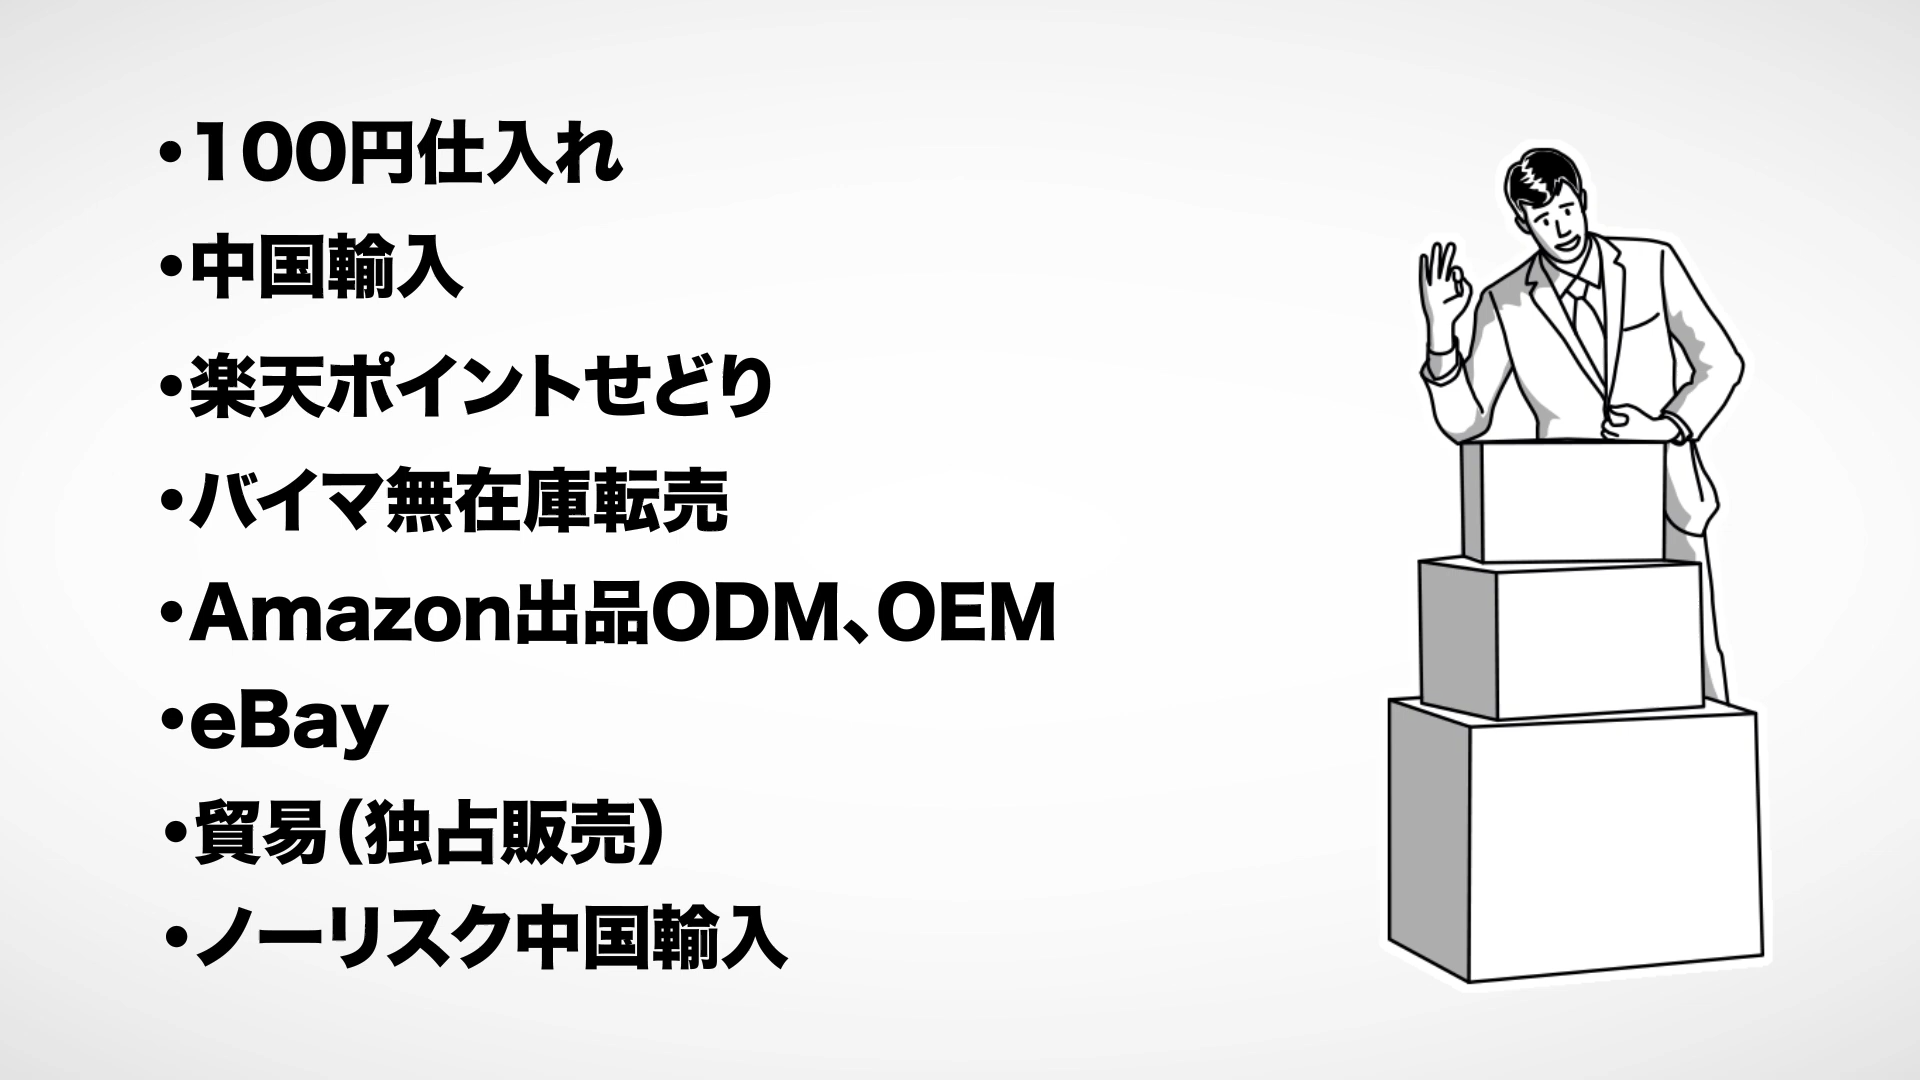 ・100円仕入れ
・中国輸入
・楽天ポイントせどり
・バイマ無在庫転売
・Amazon出品ODM、OEM
・eBay
・貿易（独占販売）
・ノーリスク中国輸入